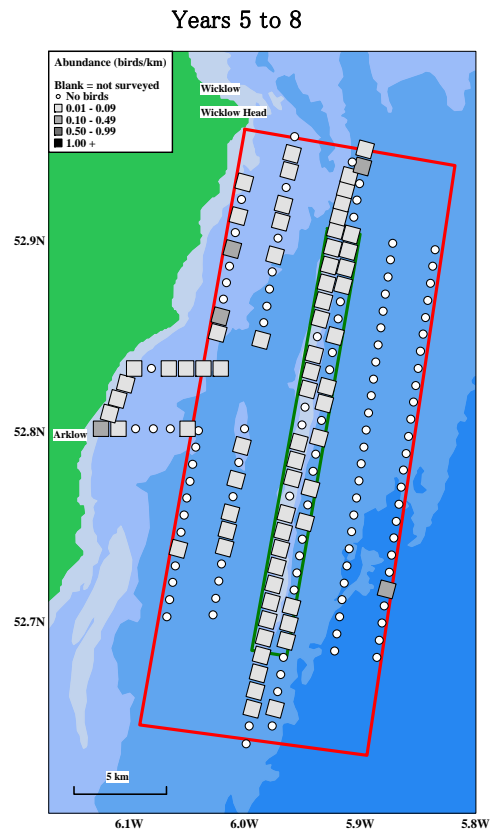 Years 5 to 8
Abundance (birds/km)
Blank = not surveyed
No birds
0.01 - 0.09
0.10 - 0.49
0.50 - 0.99
1.00 +
Wicklow
Wicklow Head
52.9N
52.8N
Arklow
52.7N
5 km
6.1W
6.0W
5.9W
5.8W